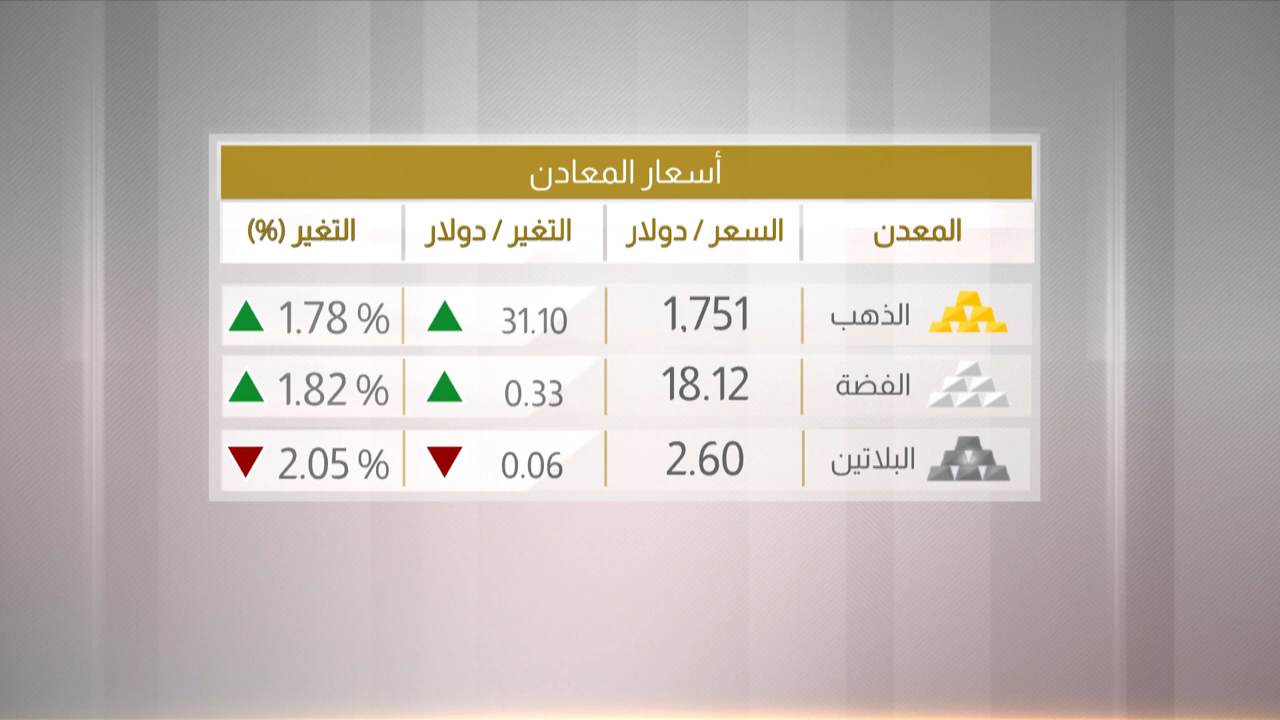 أسعار المعادن
المعدن السعر / دولار التغير / دولار التغير (%)
الذهب 1.751 31.10 ▲ 1.78 % ▲
الفضة 18.12 0.33 ▲ 1.82 % ▲
البلاتين 2.60 0.06 ▼ 2.05 % ▼